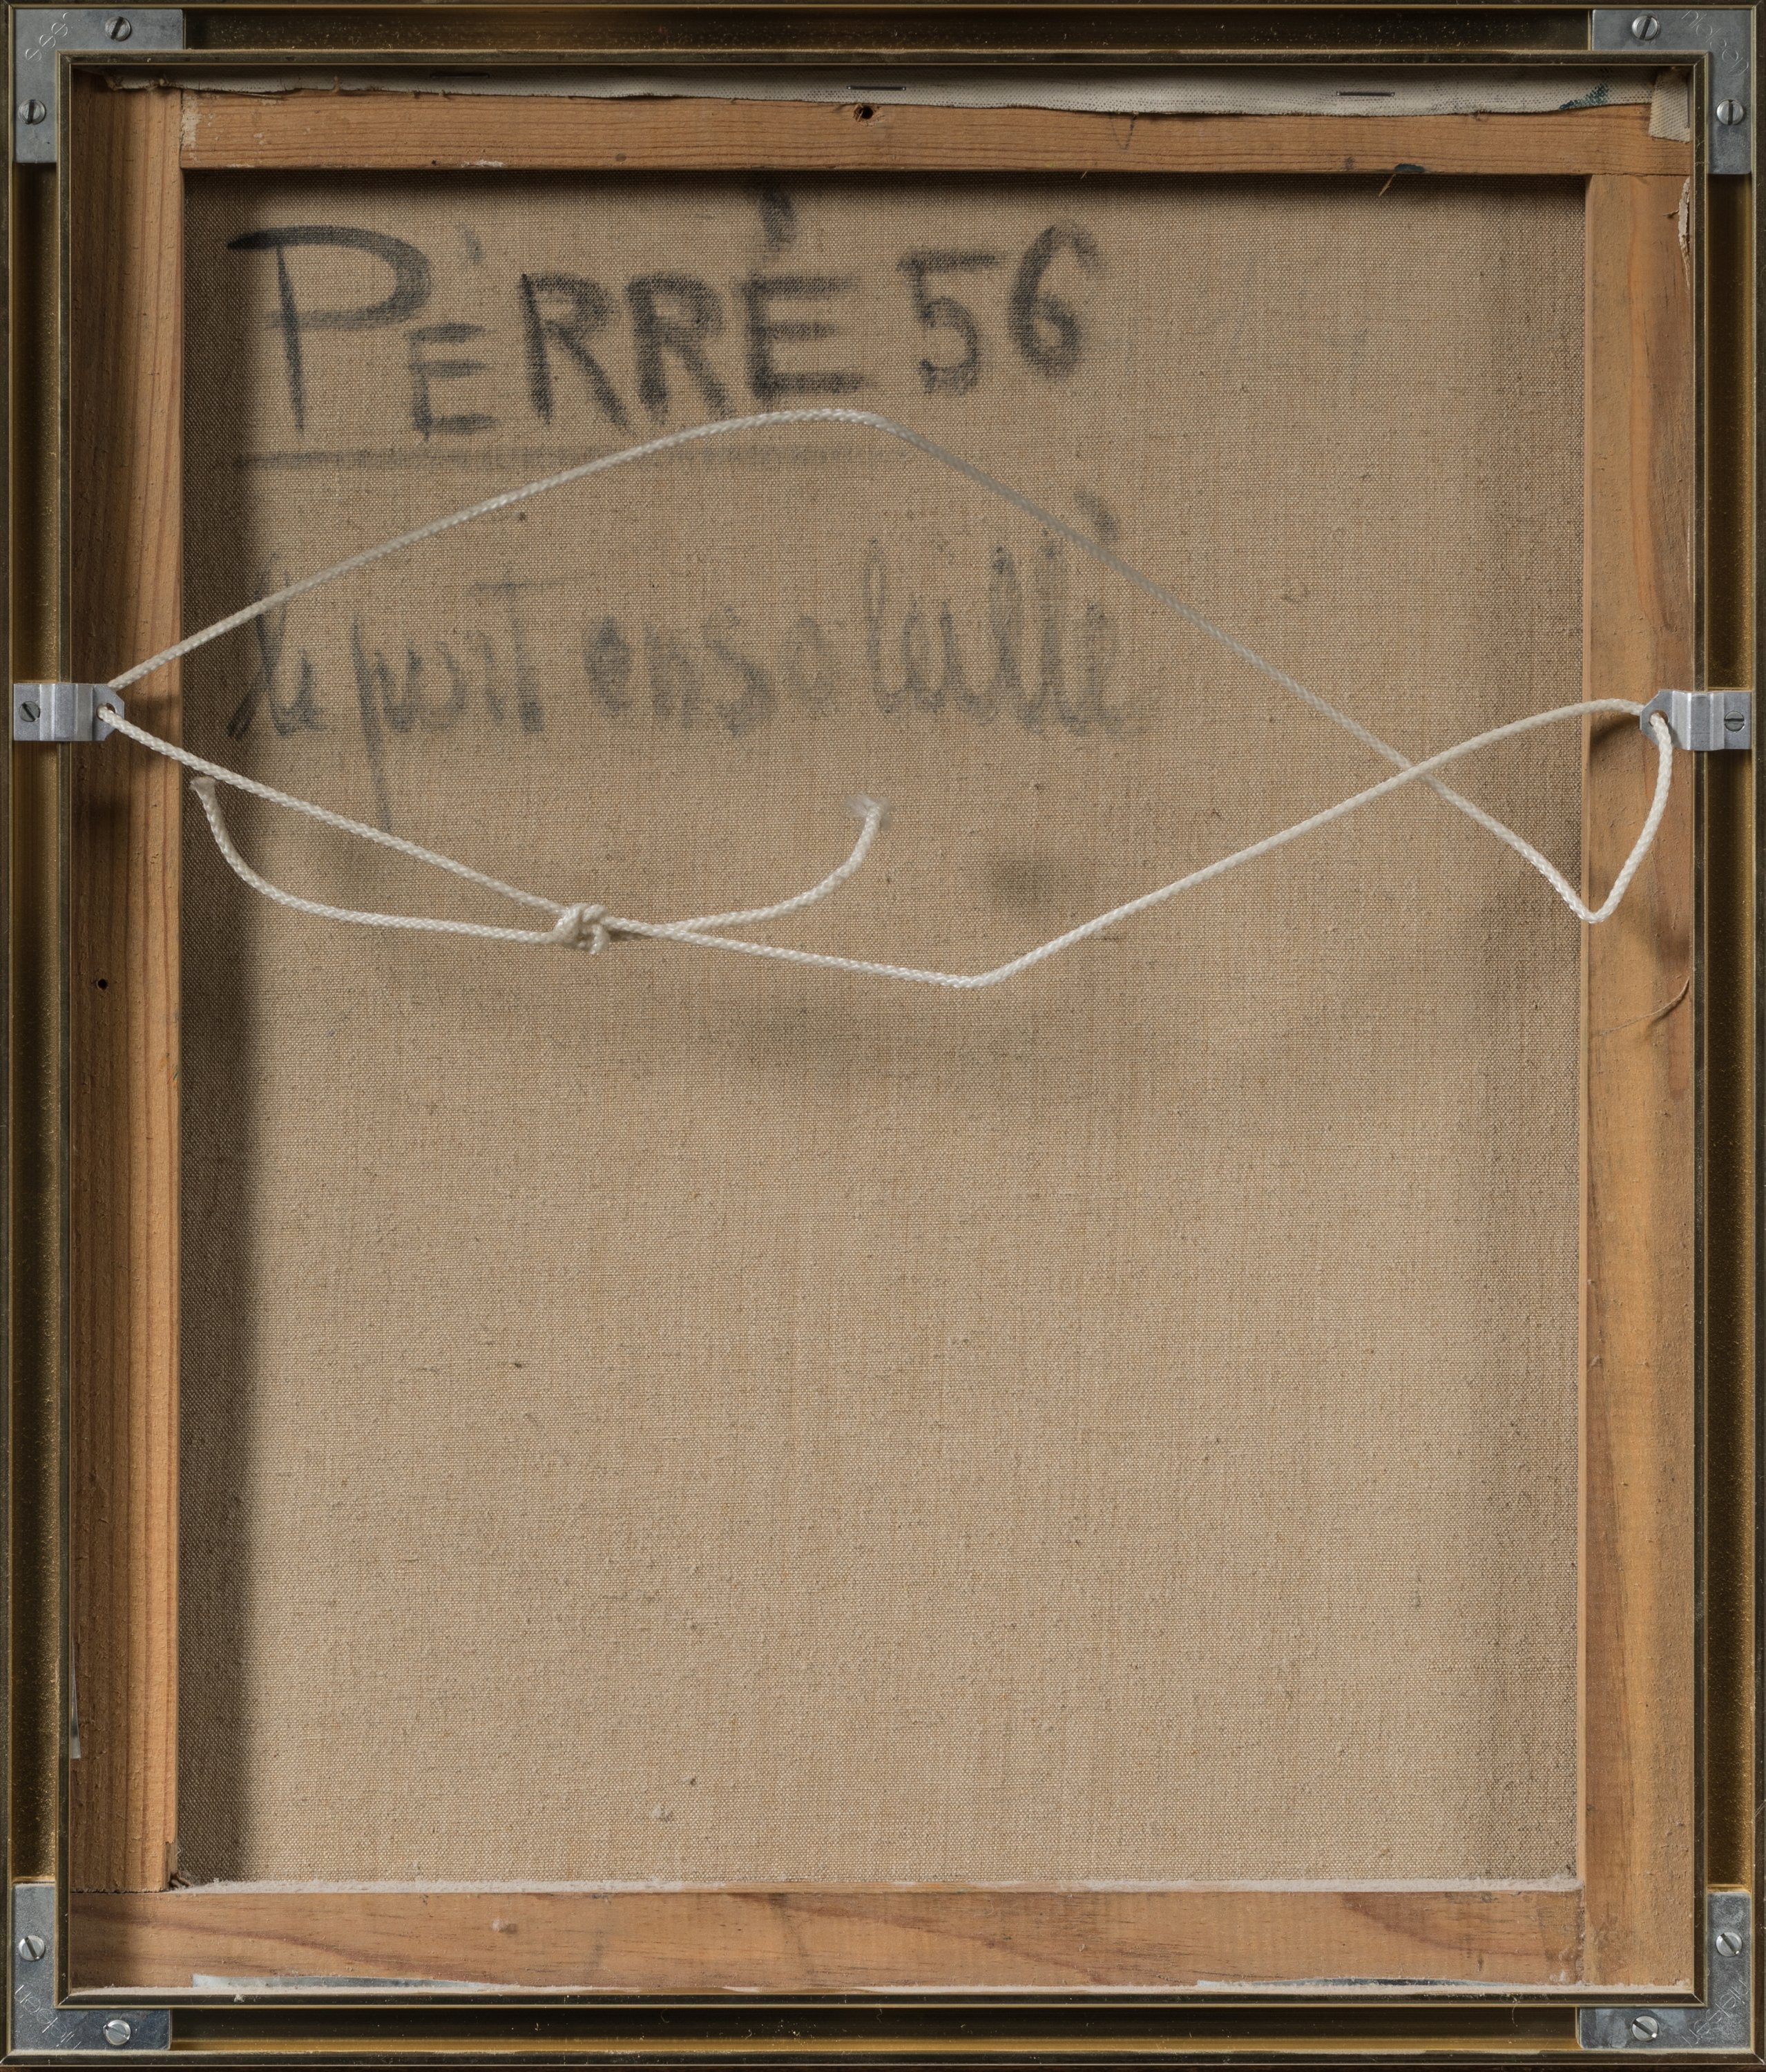 PÉRRÉ 56
le port ensoleillé